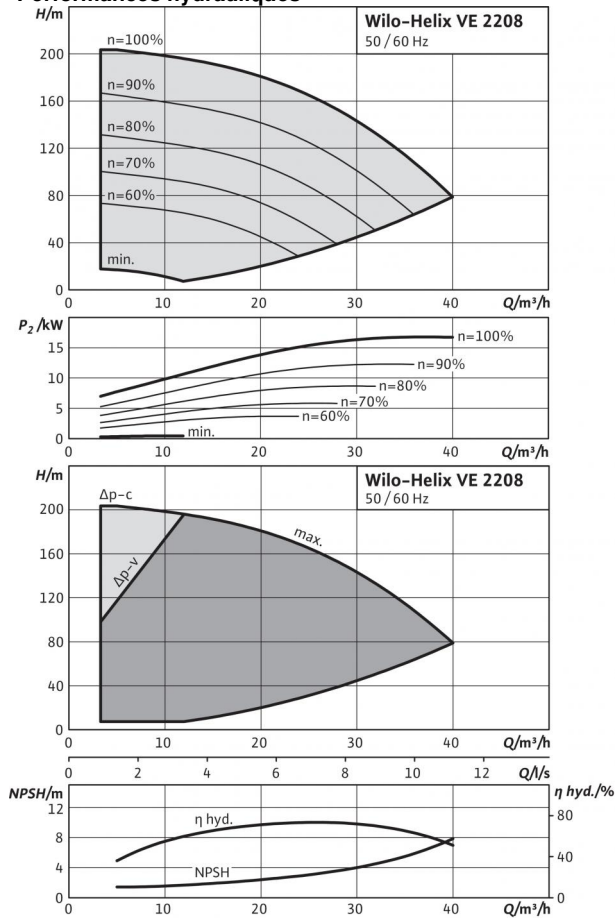 H/m
Wilo-Helix VE 2208
50 / 60 Hz
n=100%
200
n=90%
160
n=80%
120
n=70%
80
n=60%
40
min.
0
0 10 20 30 40 Q/m³/h
P₂ /kW
n=100%
15
n=90%
10
n=80%
n=70%
5
n=60%
min.
0
0 10 20 30 40 Q/m³/h
H/m
Wilo-Helix VE 2208
50 / 60 Hz
Δp-c
200
max.
160
Δp-v
120
80
40
0
0 10 20 30 40 Q/m³/h
0 2 4 6 8 10 12 Q/l/s
NPSH/m
η hyd./%
12
80
η hyd.
8
40
4
NPSH
0
0
0 10 20 30 40 Q/m³/h